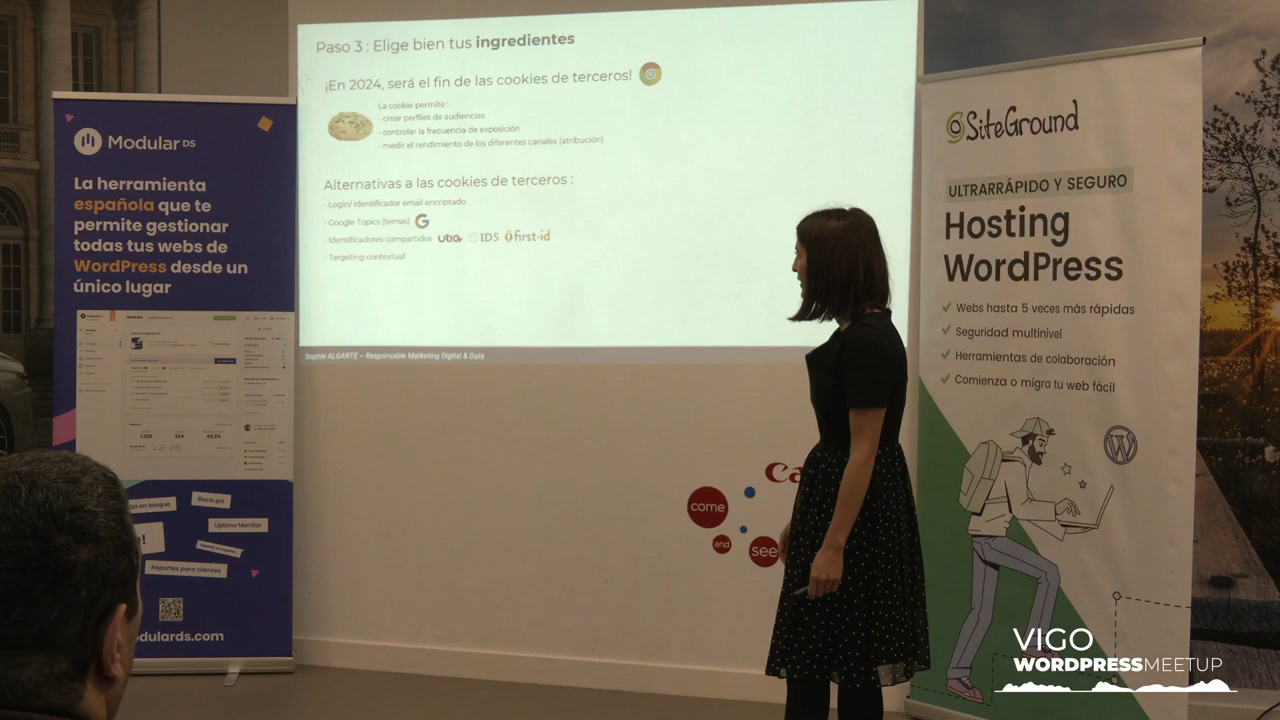 Paso 3 : Elige bien tus ingredientes
¡En 2024, será el fin de las cookies de terceros!
La cookie permite :
- crear perfiles de audiencias
- controlar la frecuencia de exposición
- medir el rendimiento de los diferentes canales (atribución)
Alternativas a las cookies de terceros :
- Login/ Identificador email encriptado
- Google Topics (temas) G
- Identificadores compartidos utiq ID5 first-id
- Targeting contextual
Sophie ALGARTE – Responsable Marketing Digital & Data
Modular DS
La herramienta
española que te
permite gestionar
todas tus webs de
WordPress desde un
único lugar
en bloque
Backups
Uptime Monitor
Reportes para clientes
dulards.com
SiteGround
ULTRARRÁPIDO Y SEGURO
Hosting
WordPress
Webs hasta 5 veces más rápidas
Seguridad multinivel
Herramientas de colaboración
Comienza o migra tu web fácil
Ca
come
and
see
VIGO
WORDPRESSMEETUP